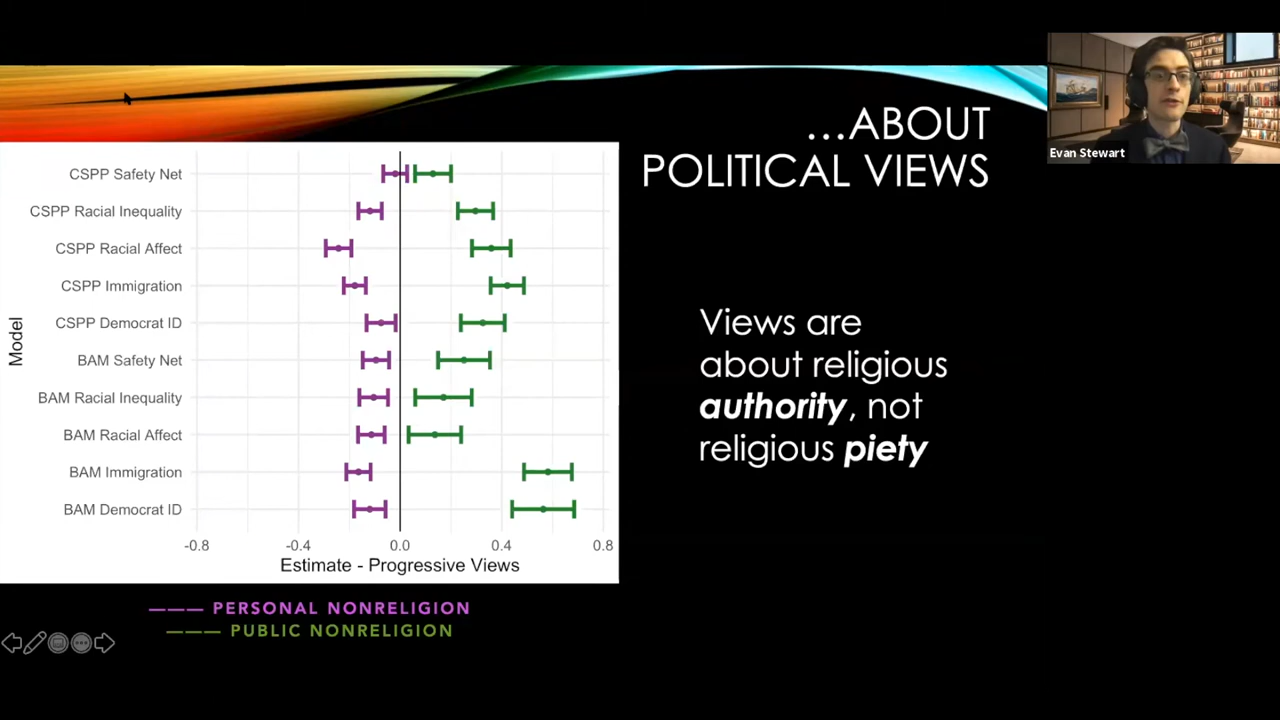 …ABOUT
POLITICAL VIEWS
Evan Stewart
CSPP Safety Net
CSPP Racial Inequality
CSPP Racial Affect
CSPP Immigration
CSPP Democrat ID
BAM Safety Net
BAM Racial Inequality
BAM Racial Affect
BAM Immigration
BAM Democrat ID
Model
-0.8 -0.4 0.0 0.4 0.8
Estimate - Progressive Views
——— PERSONAL NONRELIGION
——— PUBLIC NONRELIGION
Views are
about religious
authority, not
religious piety